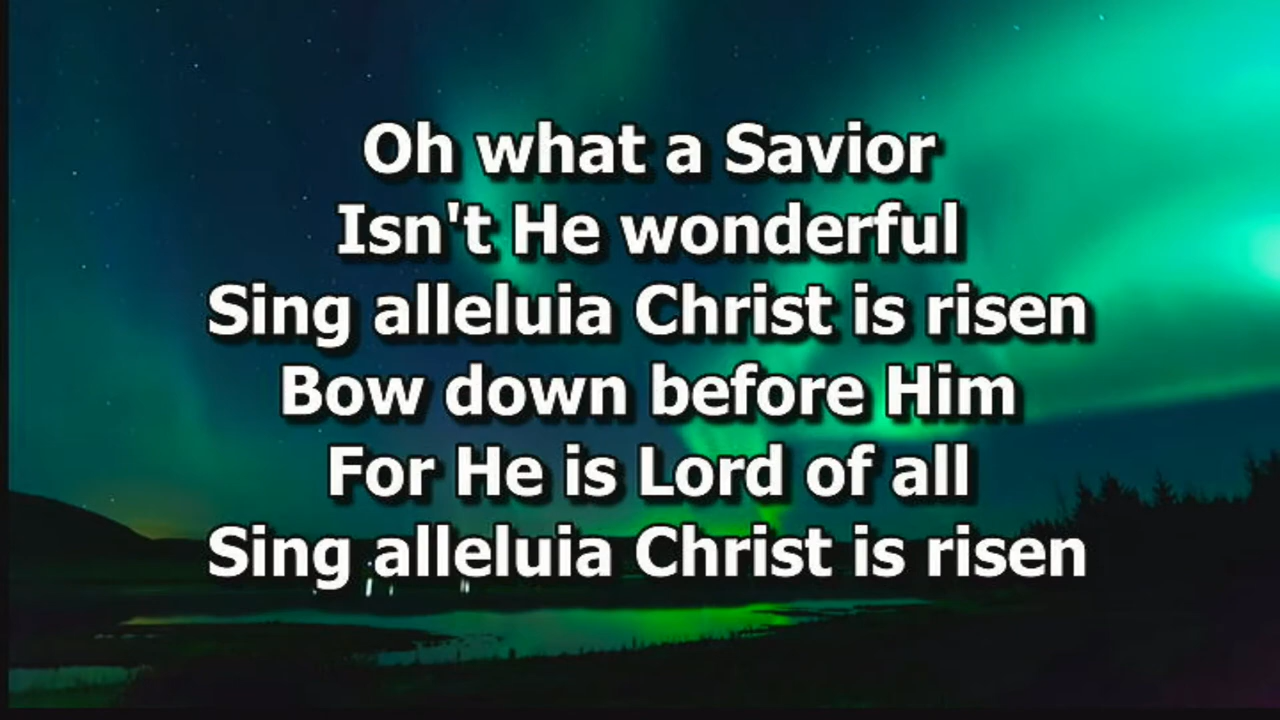 Oh what a Savior
Isn't He wonderful
Sing alleluia Christ is risen
Bow down before Him
For He is Lord of all
Sing alleluia Christ is risen